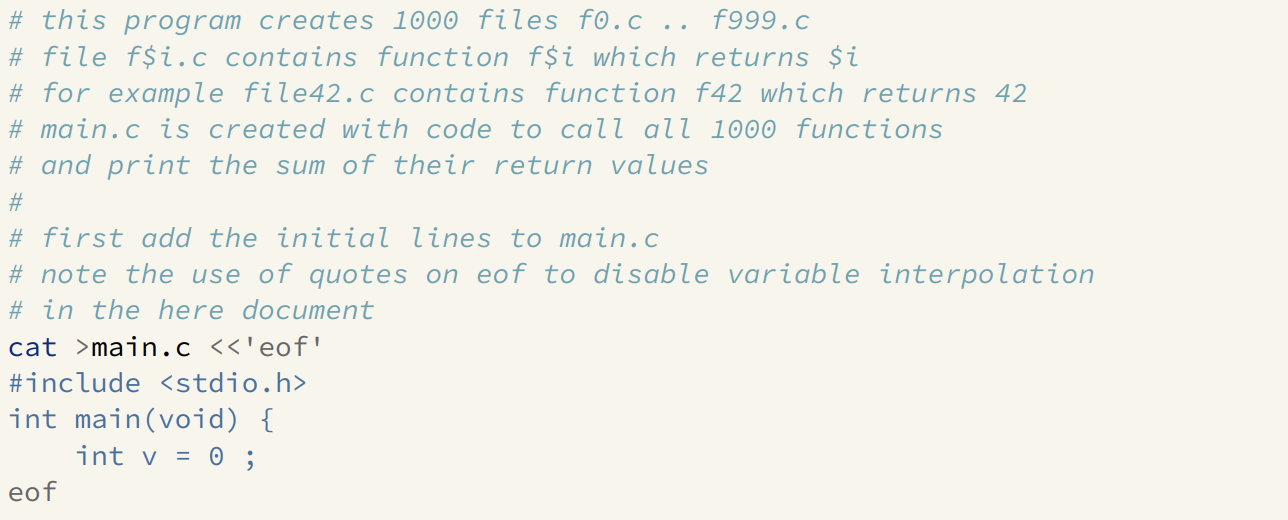 # this program creates 1000 files f0.c .. f999.c
# file f$i.c contains function f$i which returns $i
# for example file42.c contains function f42 which returns 42
# main.c is created with code to call all 1000 functions
# and print the sum of their return values
#
# first add the initial lines to main.c
# note the use of quotes on eof to disable variable interpolation
# in the here document
cat >main.c <<'eof'
#include <stdio.h>
int main(void) {
    int v = 0 ;
eof